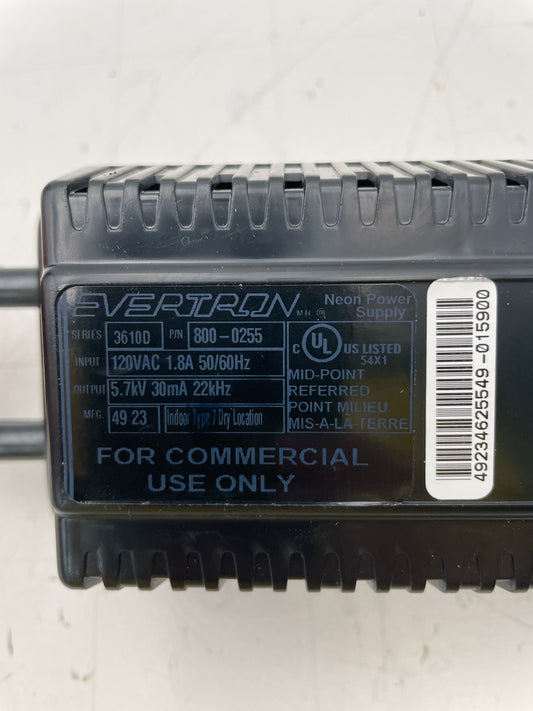 EVERTRON MR ® Neon Power Supply
SERIES 3610D P/N 800-0255
INPUT 120VAC 1.8A 50/60Hz
OUTPUT 5.7kV 30mA 22kHz
MFG. 49 23 Indoor Type 7 Dry Location
C UL US LISTED
54X1
MID-POINT
REFERRED
POINT MILIEU
MIS-A-LA-TERRE
FOR COMMERCIAL
USE ONLY
49234625549-015900